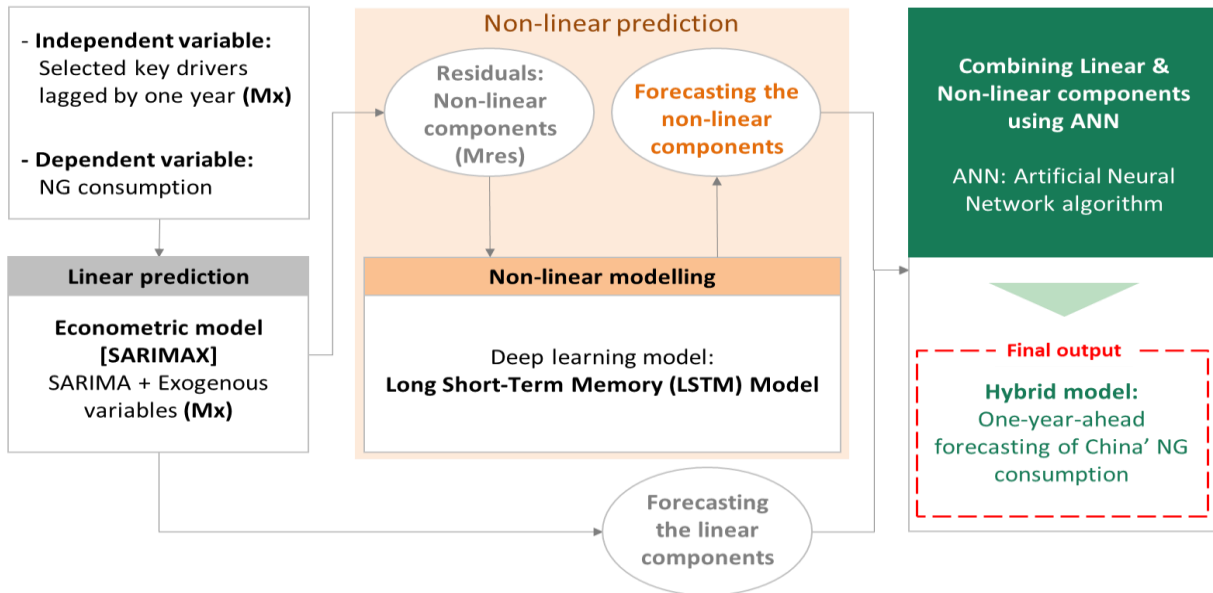 - Independent variable:
Selected key drivers
lagged by one year (Mx)
- Dependent variable:
NG consumption
Linear prediction
Econometric model
[SARIMAX]
SARIMA + Exogenous
variables (Mx)
Non-linear prediction
Residuals:
Non-linear
components
(Mres)
Forecasting the
non-linear
components
Non-linear modelling
Deep learning model:
Long Short-Term Memory (LSTM) Model
Forecasting
the linear
components
Combining Linear &
Non-linear components
using ANN
ANN: Artificial Neural
Network algorithm
Final output
Hybrid model:
One-year-ahead
forecasting of China' NG
consumption